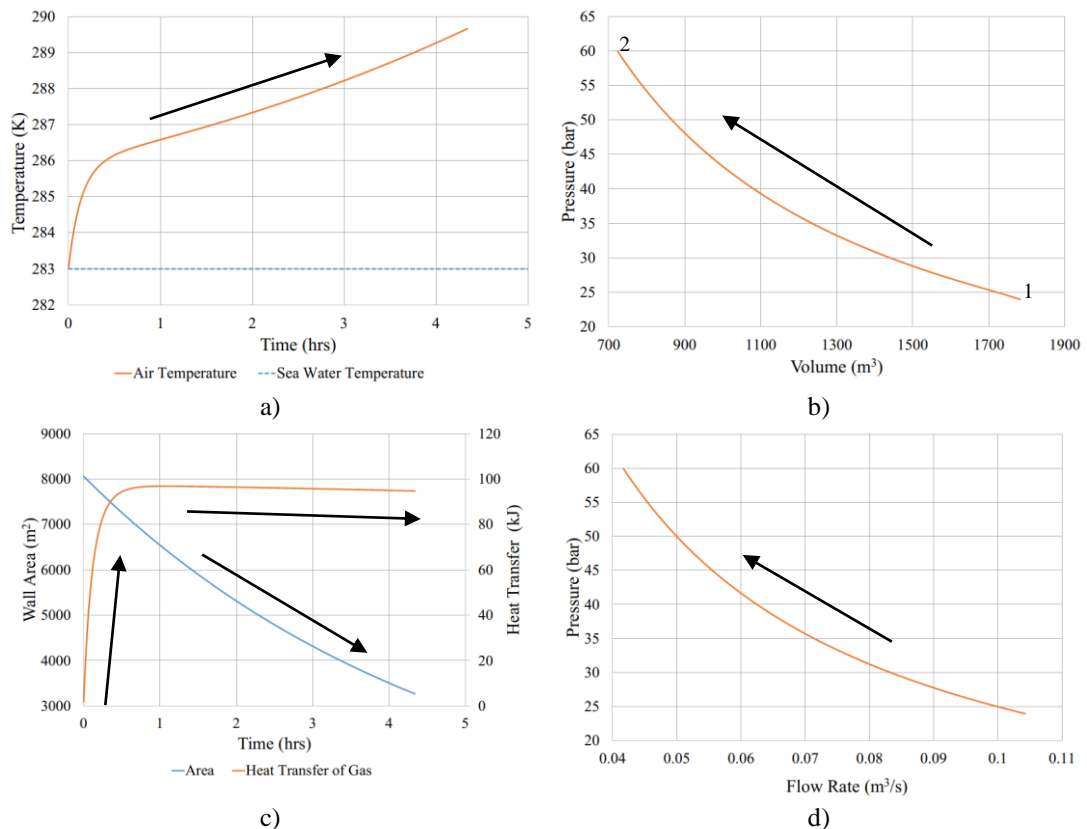 290
289
288
287
286
285
284
283
282
Temperature (K)
0 1 2 3 4 5
Time (hrs)
Air Temperature Sea Water Temperature
a)
65
60
55
50
45
40
35
30
25
20
Pressure (bar)
2
1
700 900 1100 1300 1500 1700 1900
Volume (m³)
b)
9000
8000
7000
6000
5000
4000
3000
Wall Area (m²)
120
100
80
60
40
20
0
Heat Transfer (kJ)
0 1 2 3 4 5
Time (hrs)
Area Heat Transfer of Gas
c)
65
60
55
50
45
40
35
30
25
20
Pressure (bar)
0.04 0.05 0.06 0.07 0.08 0.09 0.1 0.11
Flow Rate (m³/s)
d)